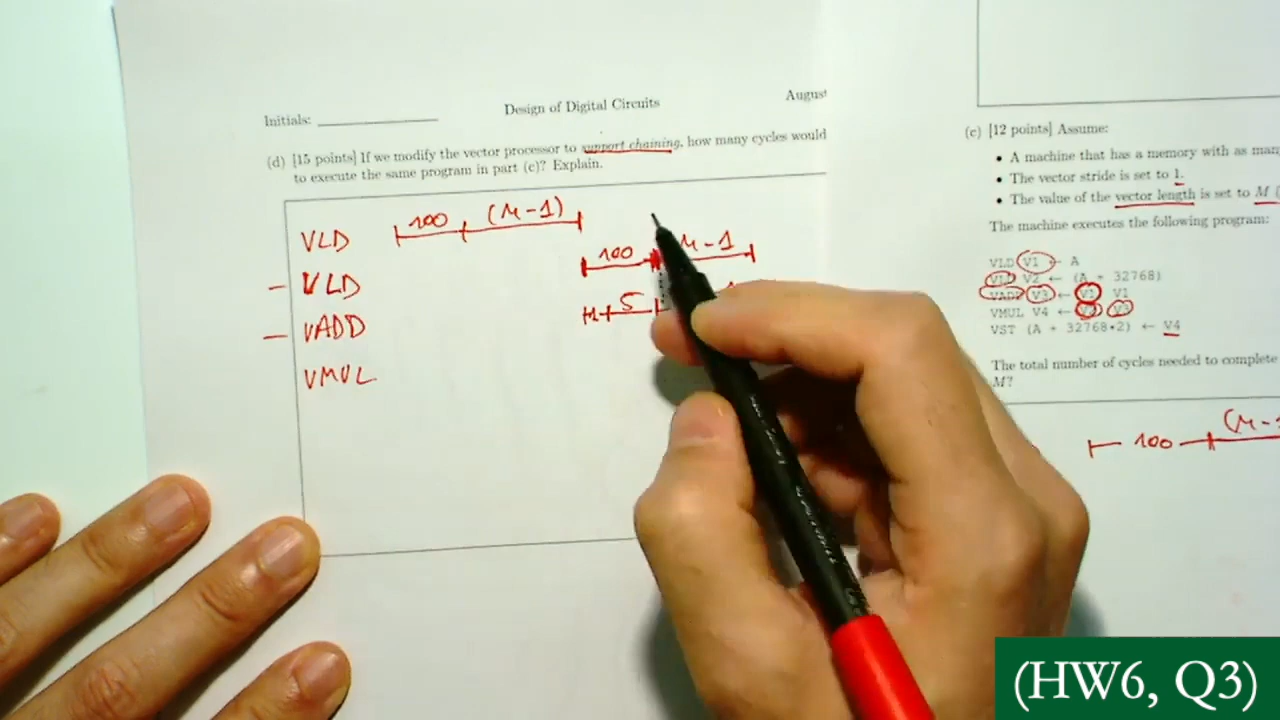 Initials:
Design of Digital Circuits
August
(d) [15 points] If we modify the vector processor to support chaining, how many cycles would
to execute the same program in part (c)? Explain.
VLD 100 (M-1)
VLD 100 M-1
VADD 5
VMUL
(c) [12 points] Assume:
• A machine that has a memory with as man
• The vector stride is set to 1.
• The value of the vector length is set to M
The machine executes the following program:
VLD V1 ← A
VLD V2 ← (A + 32768)
VADD V3 ← V1 V1
VMUL V4 ← V3
VST (A + 32768*2) ← V4
The total number of cycles needed to complete
M?
100 (M-1
(HW6, Q3)